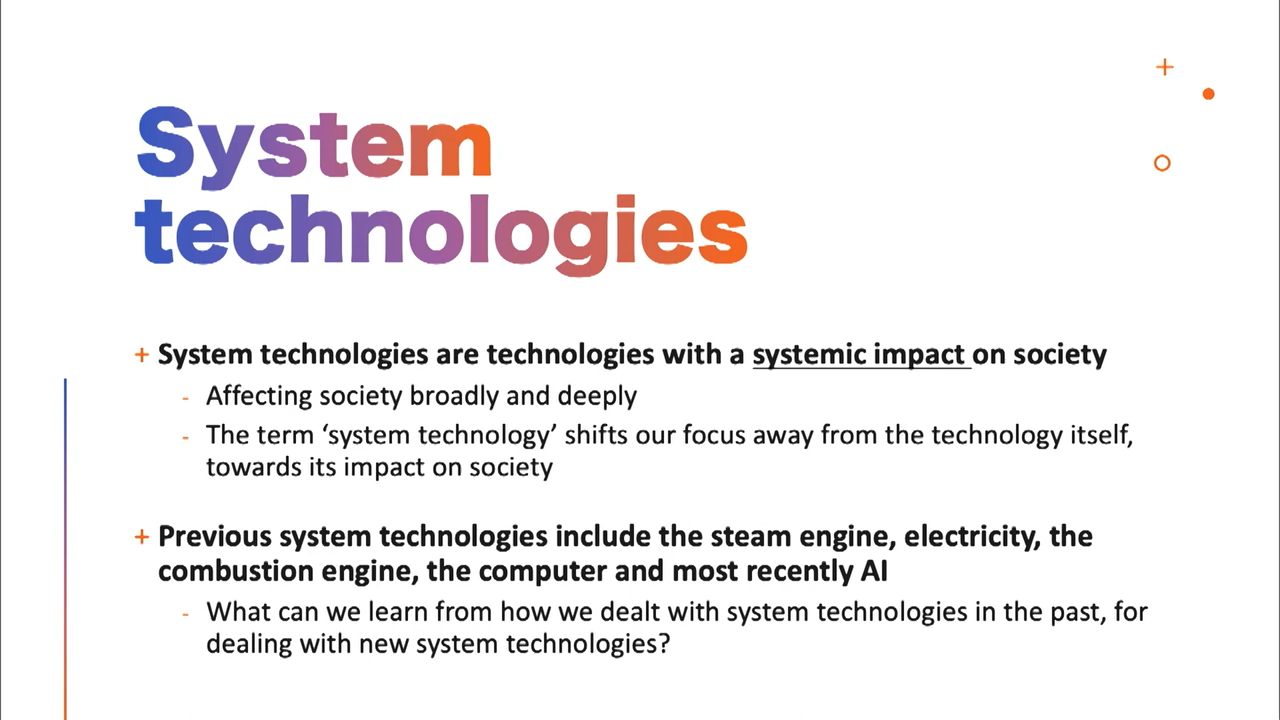 System
technologies
+ System technologies are technologies with a systemic impact on society
- Affecting society broadly and deeply
- The term ‘system technology’ shifts our focus away from the technology itself,
towards its impact on society
+ Previous system technologies include the steam engine, electricity, the
combustion engine, the computer and most recently AI
- What can we learn from how we dealt with system technologies in the past, for
dealing with new system technologies?